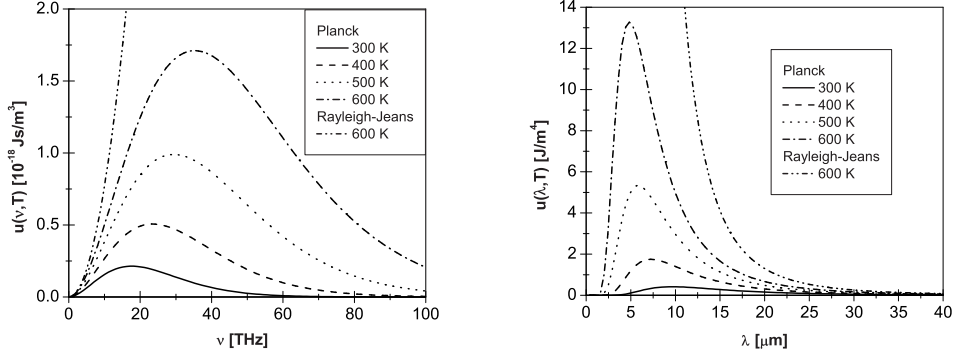 2.0
1.5
1.0
0.5
0.0
0 20 40 60 80 100
u(ν,T) [10⁻¹⁸ Js/m³]
ν [THz]
Planck
300 K
400 K
500 K
600 K
Rayleigh-Jeans
600 K
14
12
10
8
6
4
2
0
0 5 10 15 20 25 30 35 40
u(λ,T) [J/m⁴]
λ [μm]
Planck
300 K
400 K
500 K
600 K
Rayleigh-Jeans
600 K